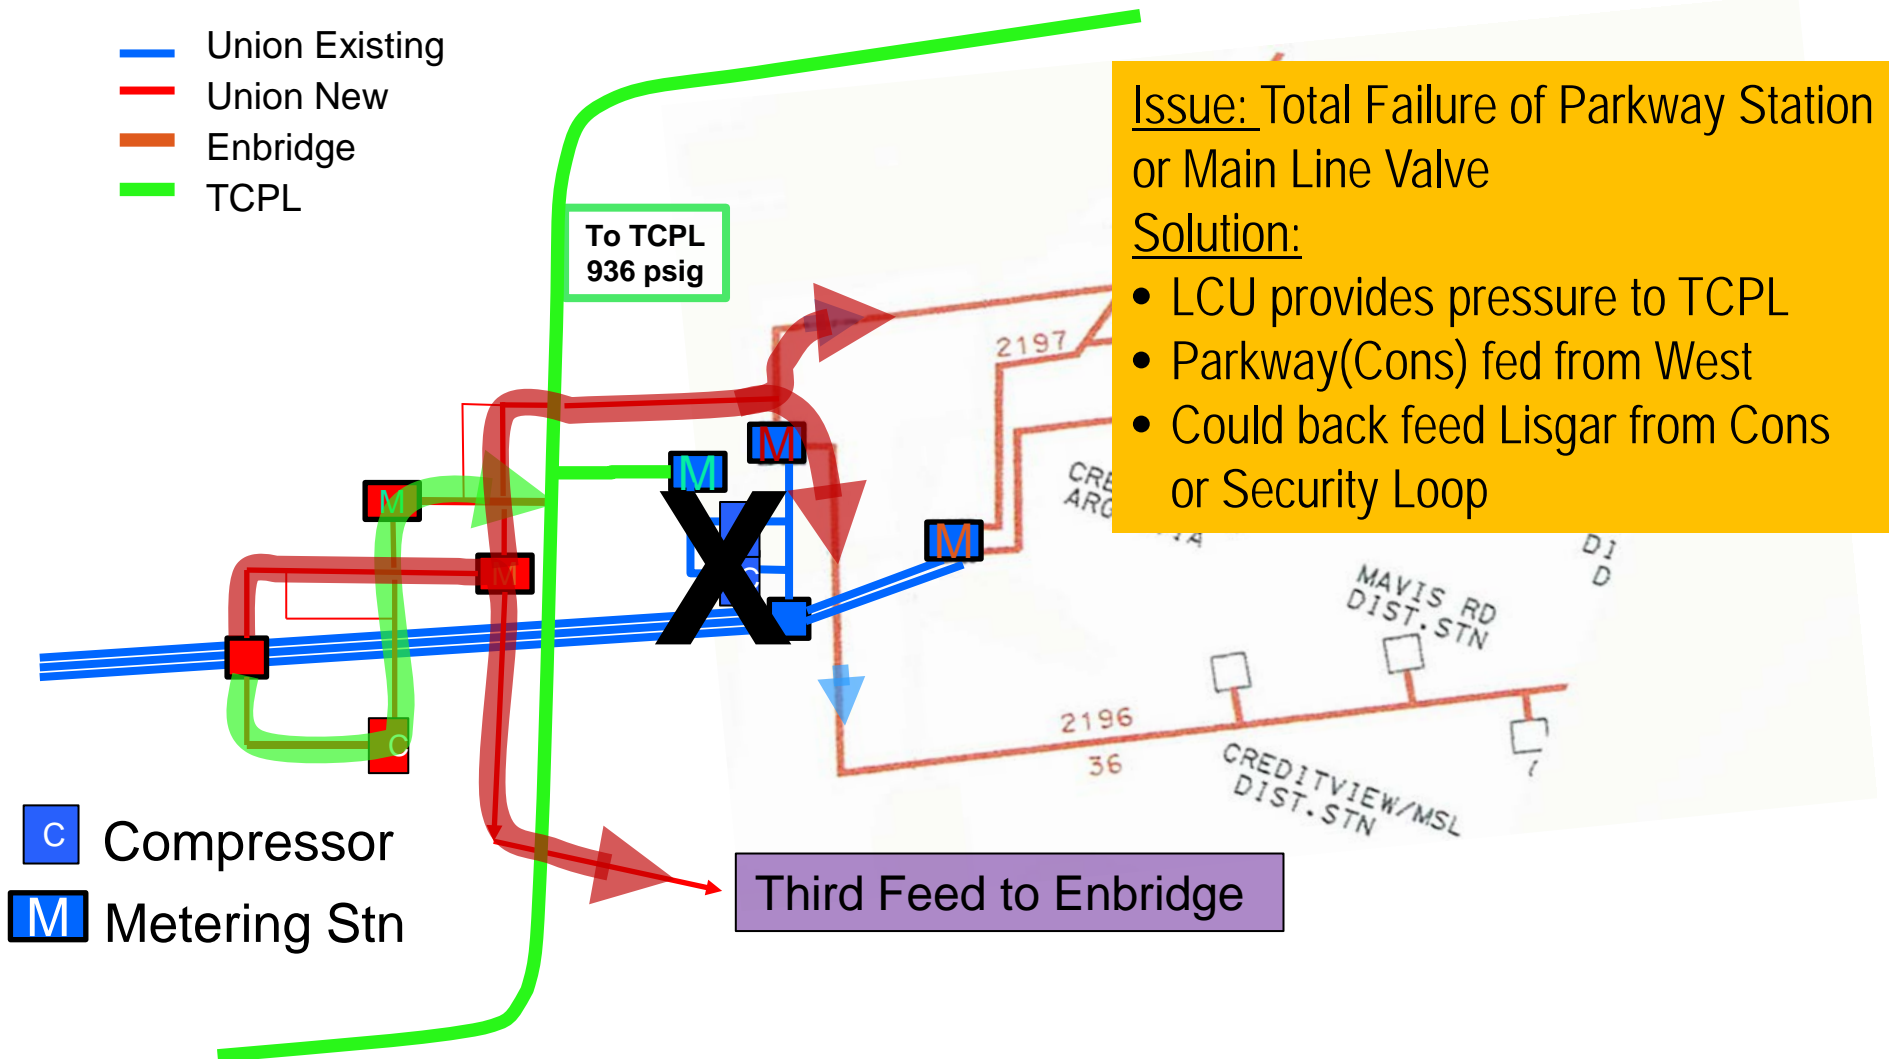 Union Existing
Union New
Enbridge
TCPL
To TCPL
936 psig
Issue: Total Failure of Parkway Station
or Main Line Valve
Solution:
• LCU provides pressure to TCPL
• Parkway(Cons) fed from West
• Could back feed Lisgar from Cons
or Security Loop
2197
M
M
M
M
M
X
C
C
MAVIS RD
DIST.STN
DI
D
2196
36
CREDITVIEW/MSL
DIST.STN
C Compressor
M Metering Stn
Third Feed to Enbridge